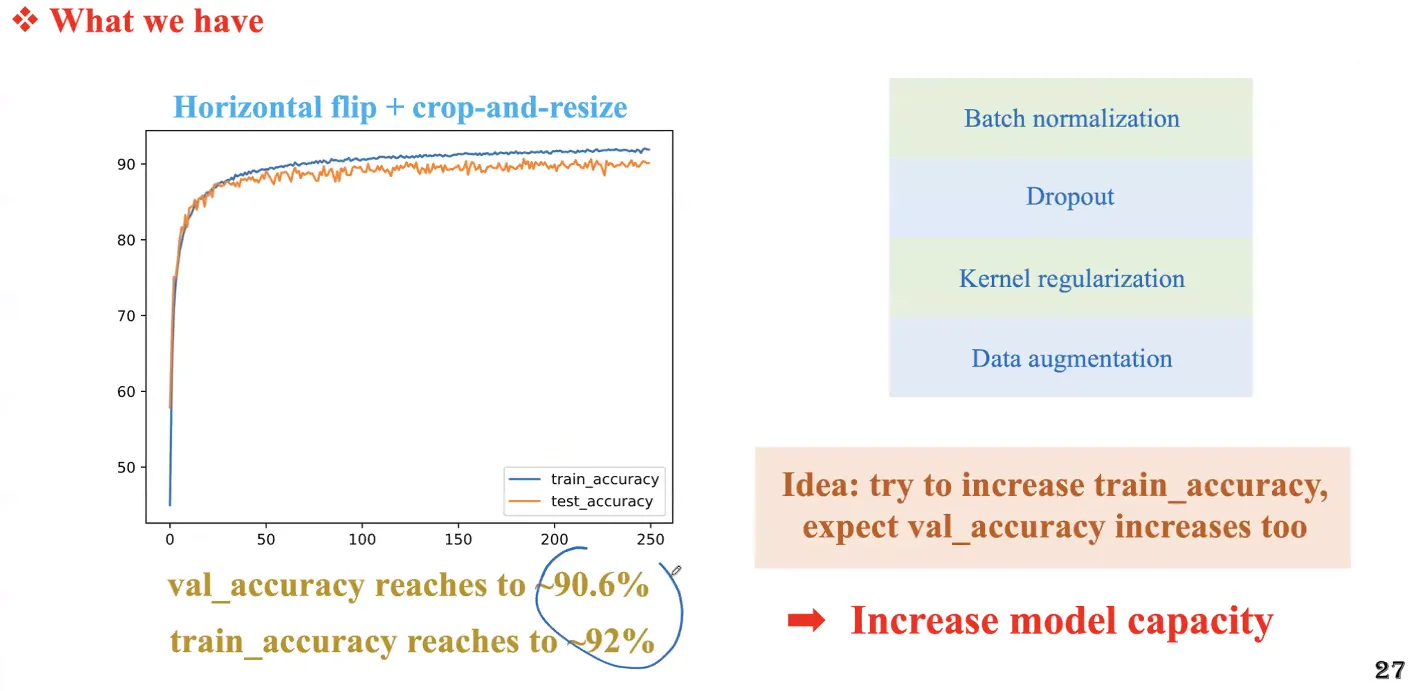 ❖ What we have
Horizontal flip + crop-and-resize
90
80
70
60
50
train_accuracy
test_accuracy
0 50 100 150 200 250
val_accuracy reaches to ~90.6%
train_accuracy reaches to ~92%
Batch normalization
Dropout
Kernel regularization
Data augmentation
Idea: try to increase train_accuracy,
expect val_accuracy increases too
➡ Increase model capacity
27